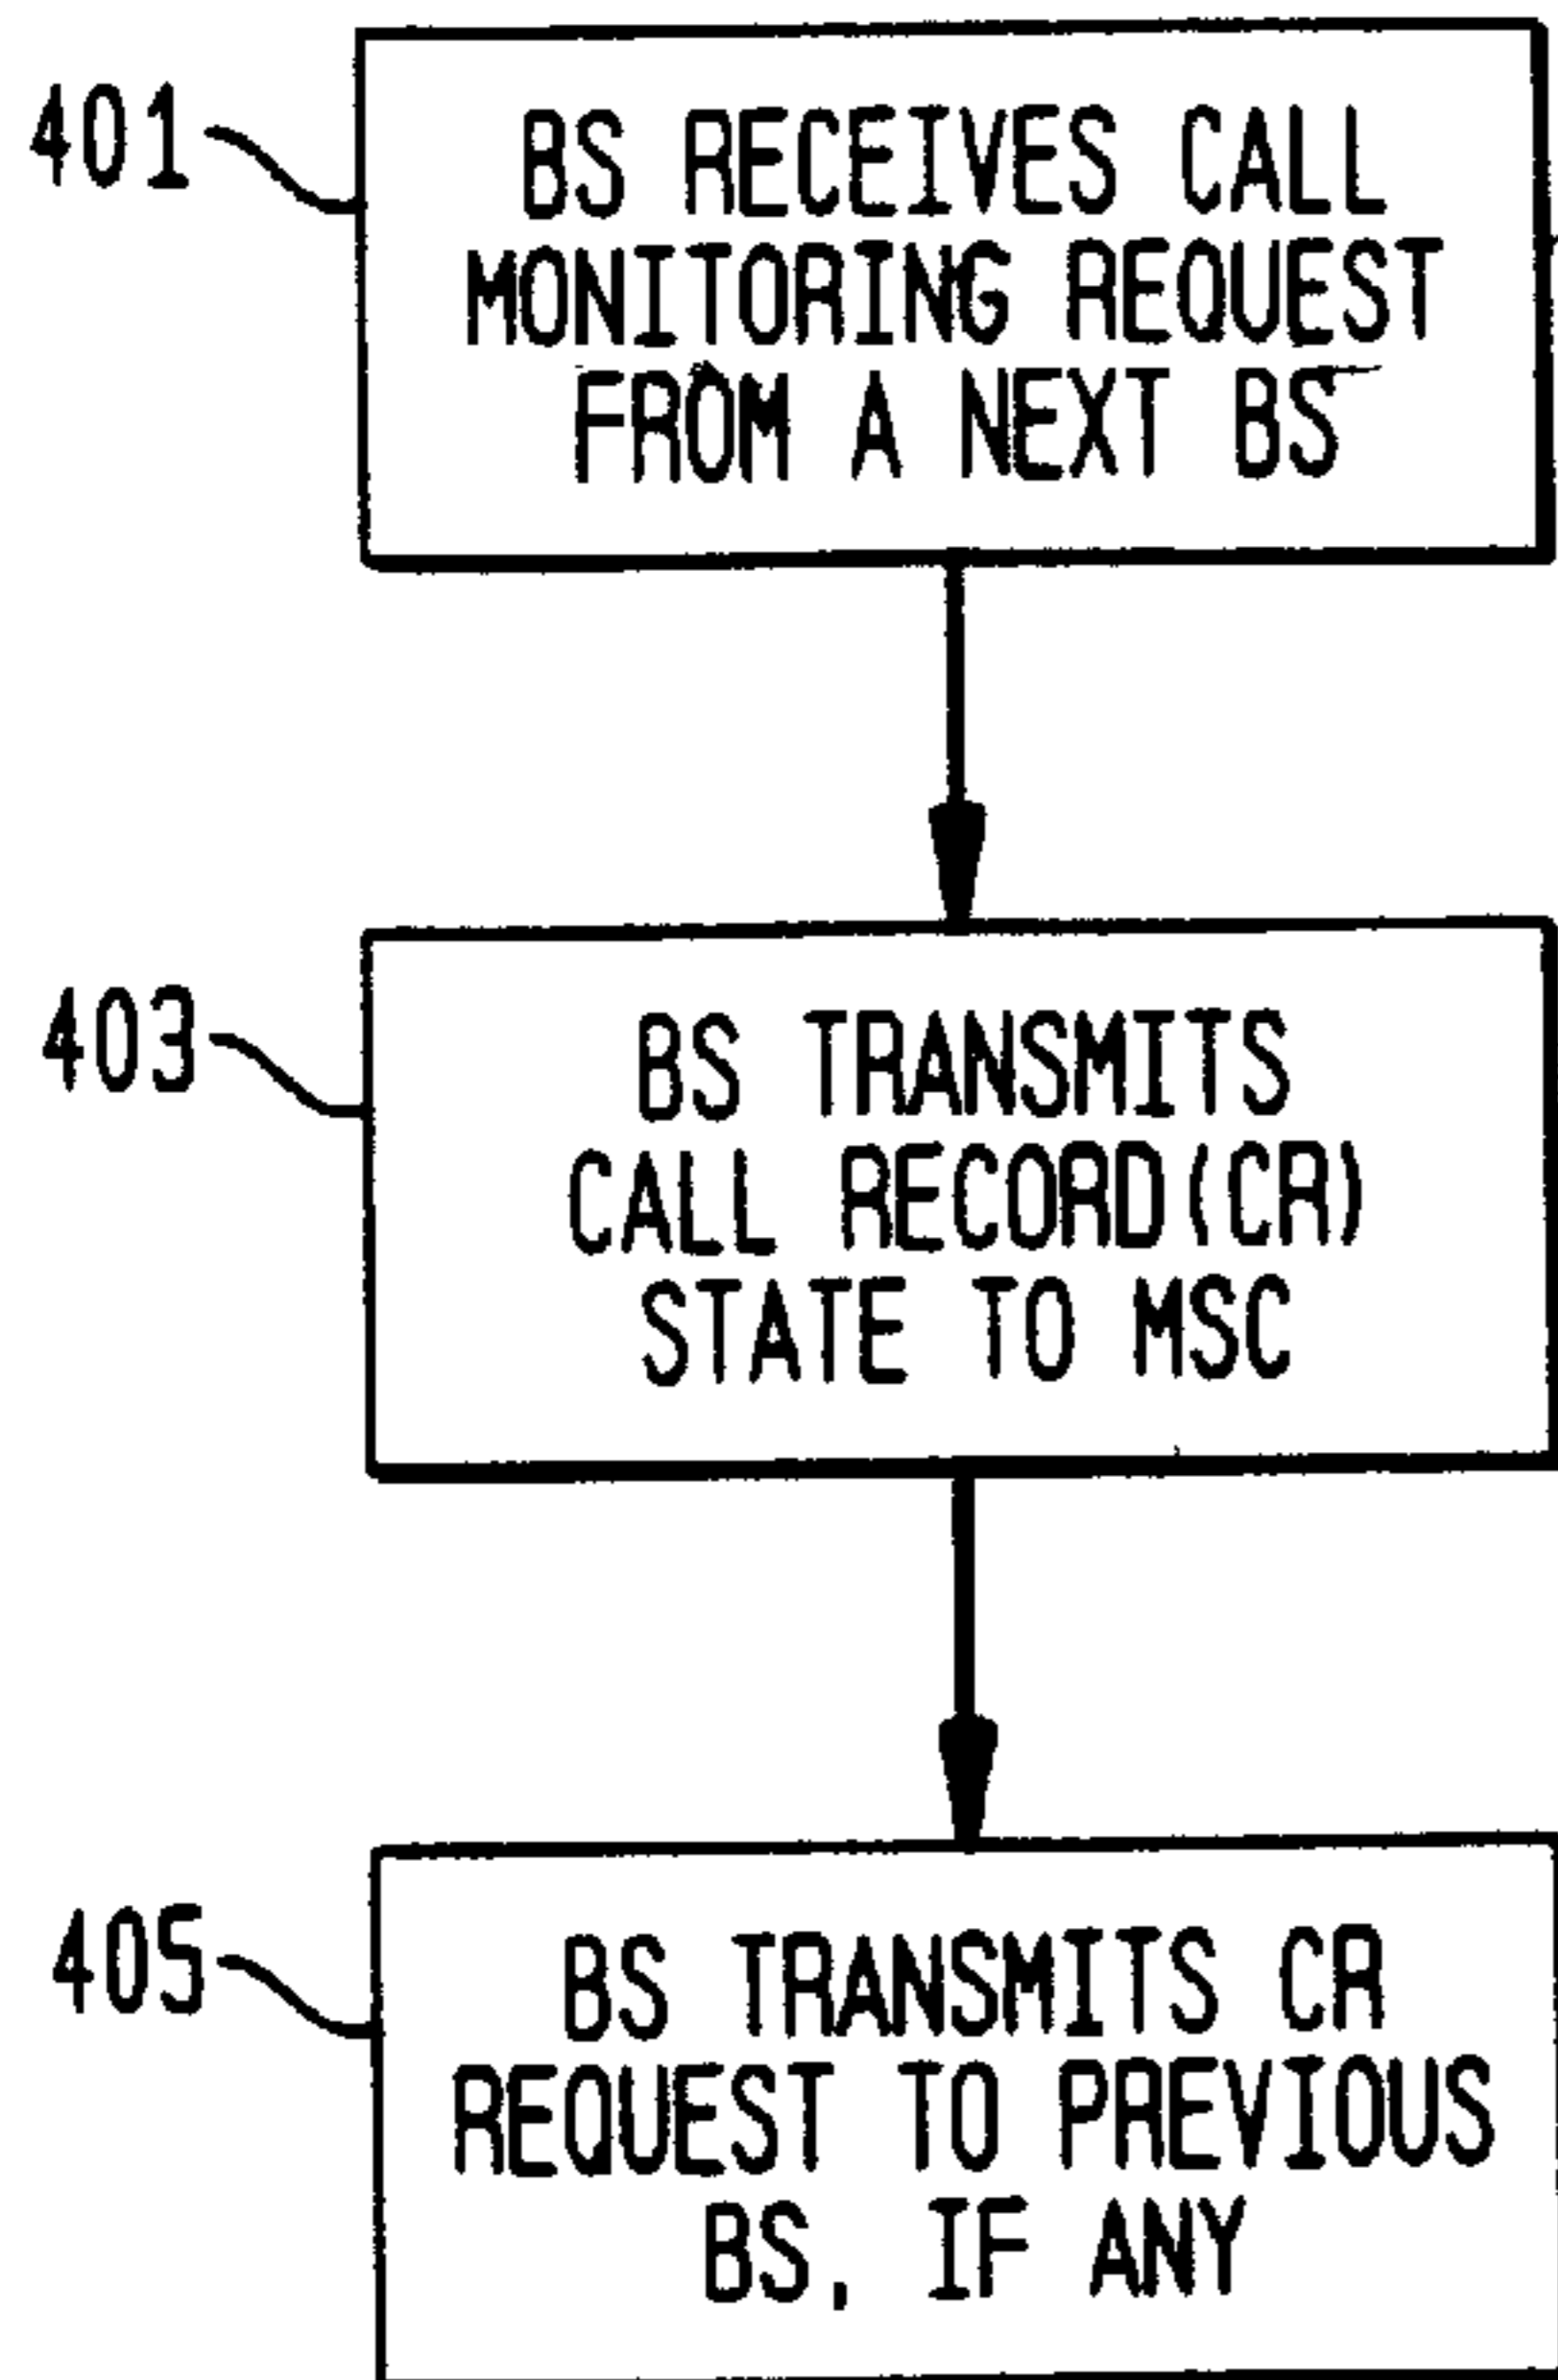 401
BS RECEIVES CALL
MONITORING REQUEST
FROM A NEXT BS
403
BS TRANSMITS
CALL RECORD(CR)
STATE TO MSC
405
BS TRANSMITS CR
REQUEST TO PREVIOUS
BS, IF ANY